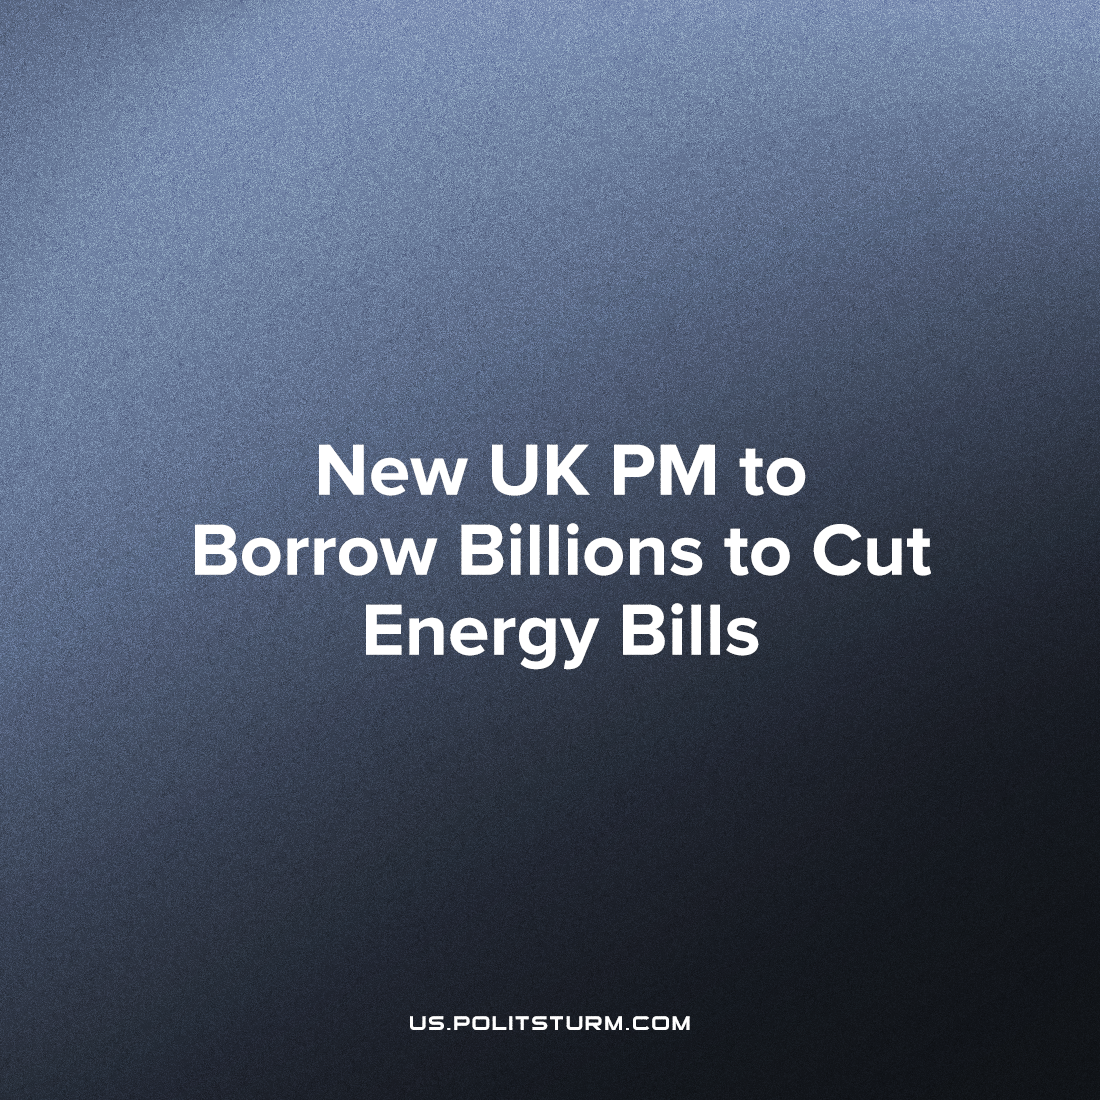 New UK PM to
Borrow Billions to Cut
Energy Bills
US.POLITSTURM.COM